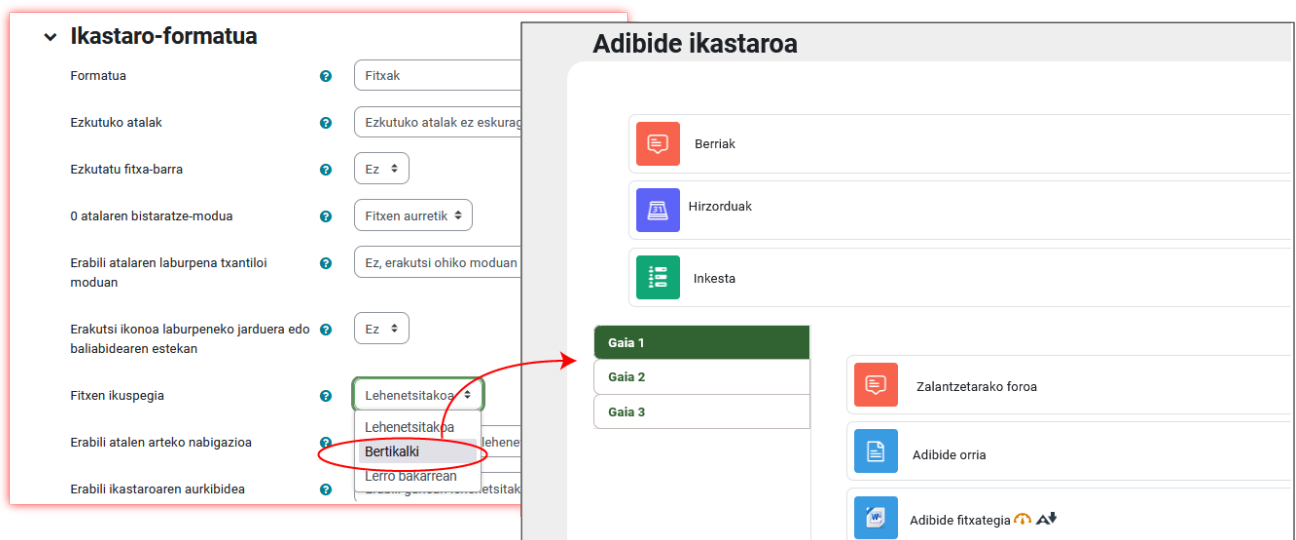 Ikastaro-formatua
Formatua
Fitxak
Ezkutuko atalak
Ezkutuko atalak ez
Ezkutatu fitxa-barra
Ez
0 atalaren bistaratze-modua
Fitxen aurretik
Erabili atalaren laburpena txantiloi
moduan
Ez, erakutsi ohiko moduan
Erakutsi ikonoa laburpeneko jarduera edo
baliabidearen estekan
Ez
Fitxen ikuspegia
Lehenetsitakoa
Lehenetsitakoa
Bertikalki
Lerro bakarrean
Erabili atalen arteko nabigazioa
Erabili ikastaroaren aurkibidea
Adibide ikastaroa
Berriak
31
Hirzorduak
Inkesta
Gaia 1
Gaia 2
Gaia 3
Zalantzetarako foroa
Adibide orria
W
Adibide fitxategia A